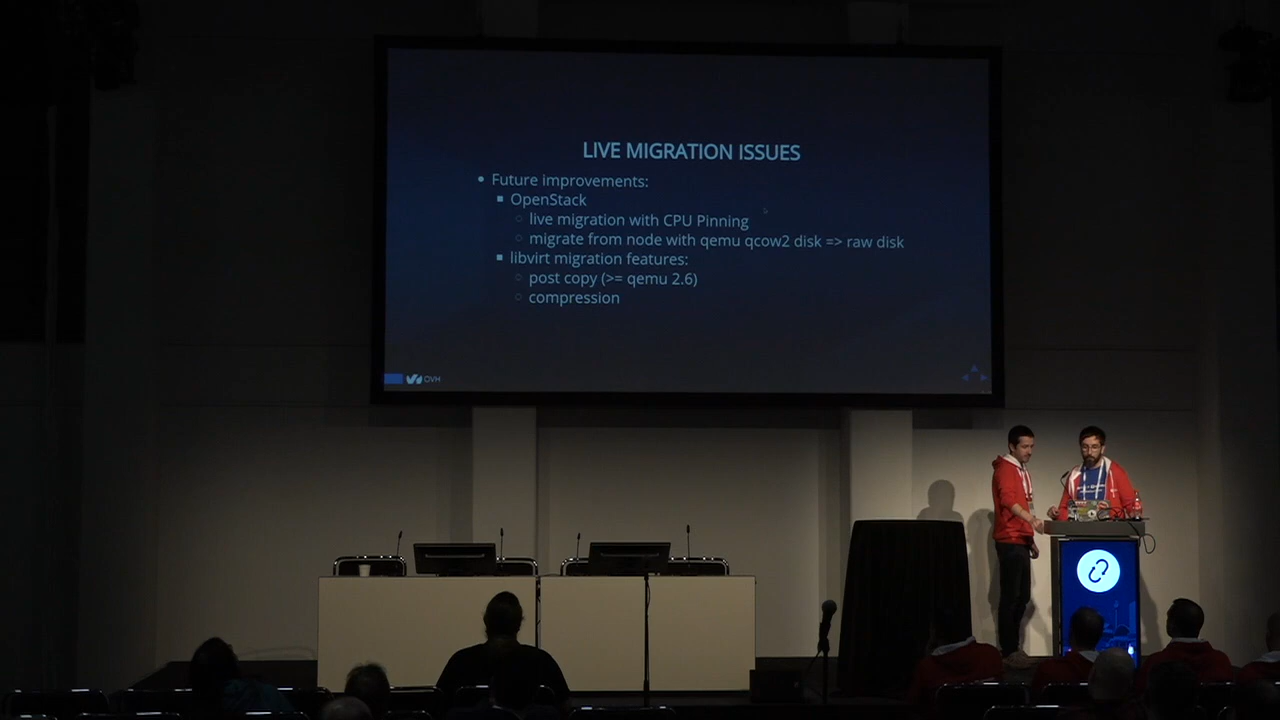 LIVE MIGRATION ISSUES
• Future improvements:
▪ OpenStack
○ live migration with CPU Pinning
○ migrate from node with qemu qcow2 disk => raw disk
▪ libvirt migration features:
○ post copy (>= qemu 2.6)
○ compression
OVH